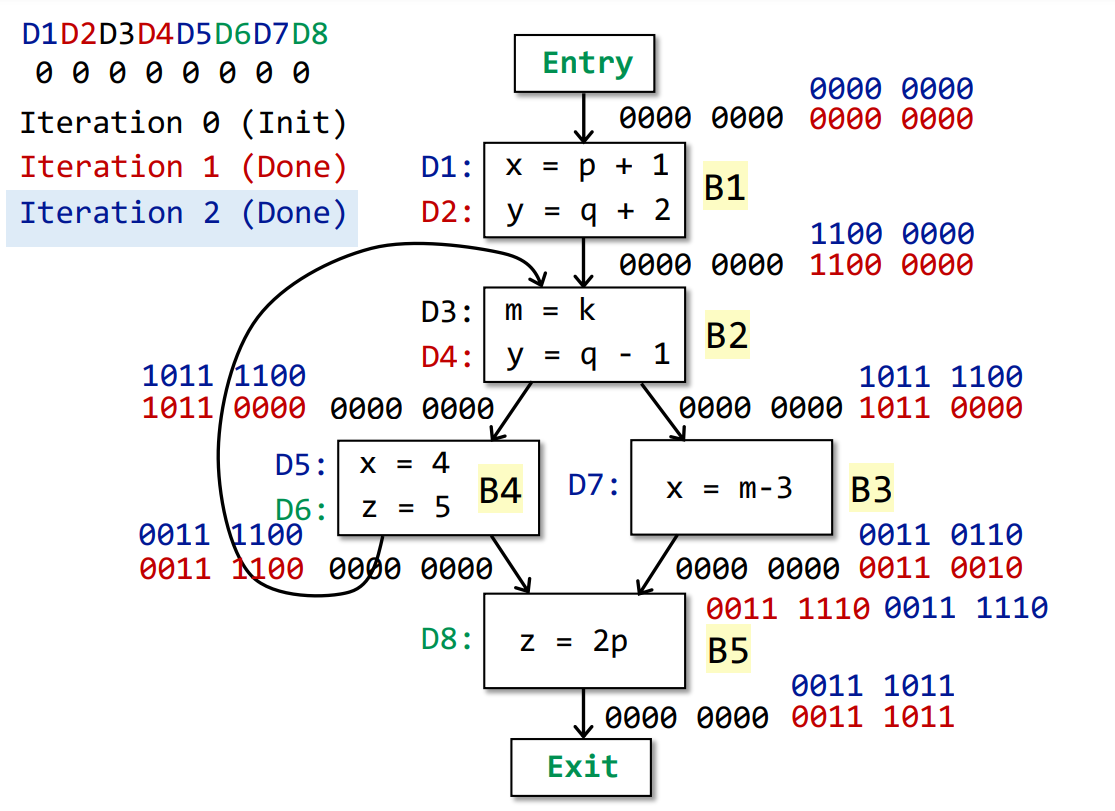 D1D2D3D4D5D6D7D8
0 0 0 0 0 0 0 0
Iteration 0 (Init)
Iteration 1 (Done)
Iteration 2 (Done)
Entry
0000 0000
0000 0000 0000 0000
D1: x = p + 1
D2: y = q + 2
B1
1100 0000
0000 0000 1100 0000
D3: m = k
D4: y = q - 1
B2
1011 1100
1011 0000 0000 0000
1011 1100
0000 0000 1011 0000
D5: x = 4
D6: z = 5
B4
D7: x = m-3
B3
0011 1100
0011 1100 0000 0000
0011 0110
0000 0000 0011 0010
0011 1110 0011 1110
D8: z = 2p
B5
0011 1011
0000 0000 0011 1011
Exit